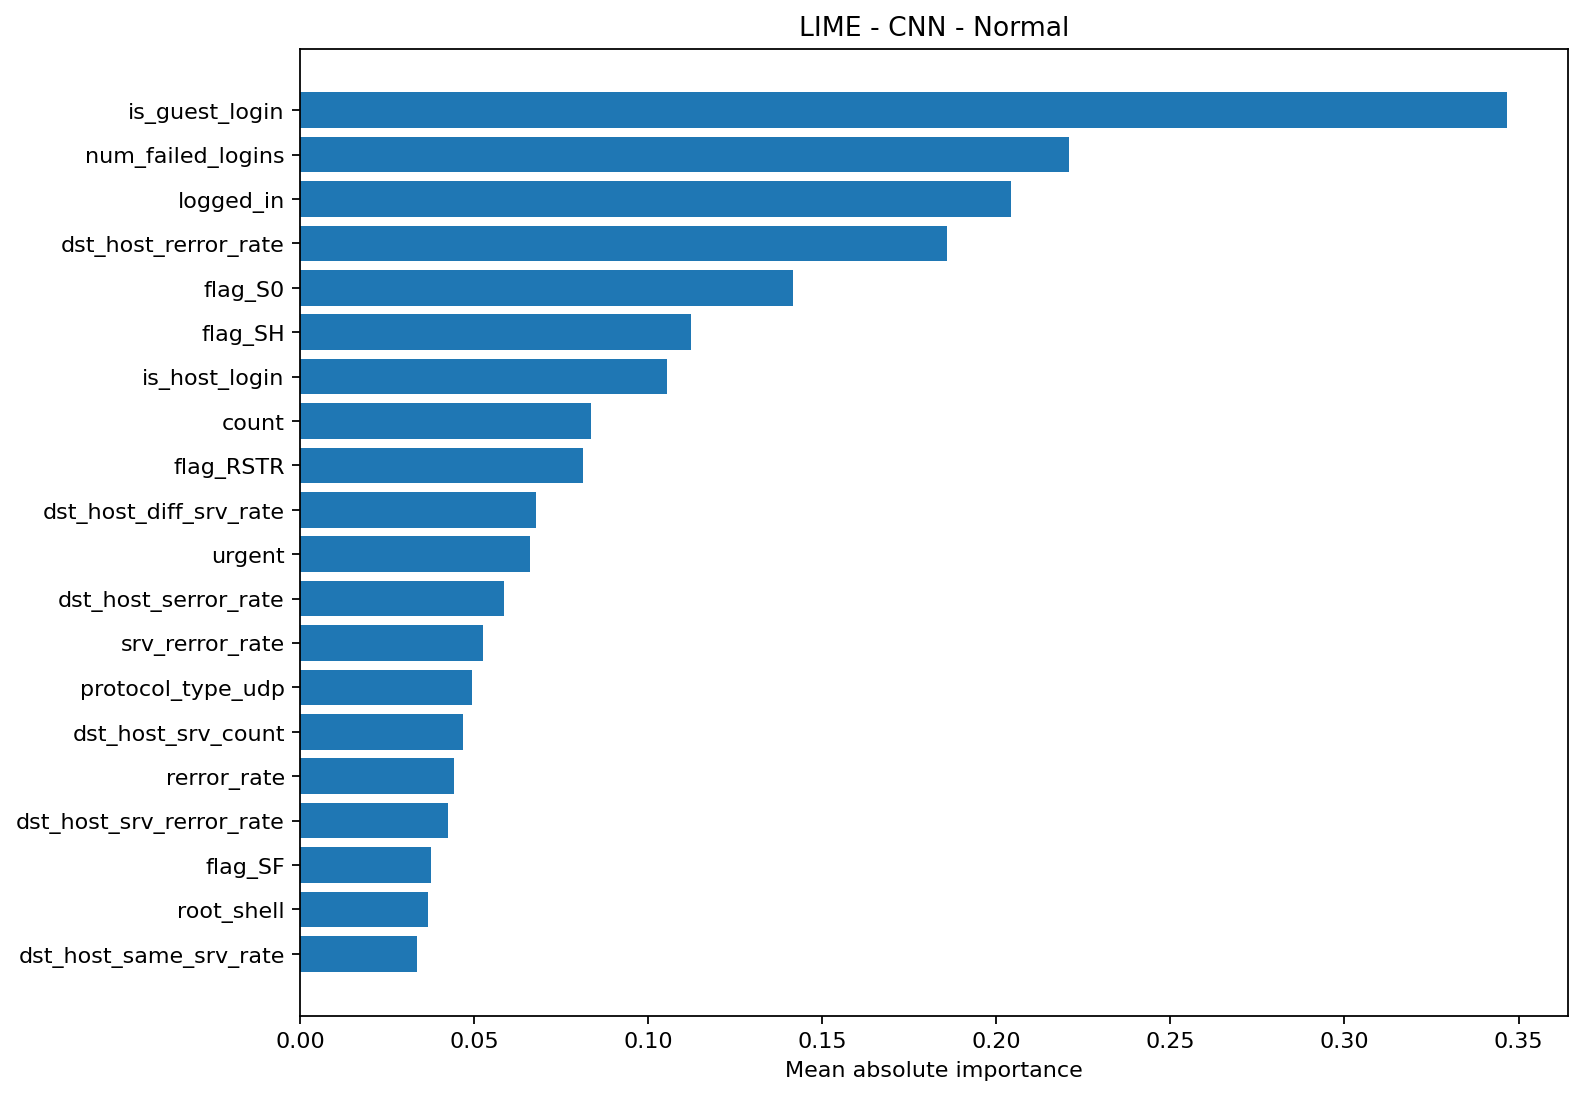 LIME - CNN - Normal
is_guest_login
num_failed_logins
logged_in
dst_host_rerror_rate
flag_S0
flag_SH
is_host_login
count
flag_RSTR
dst_host_diff_srv_rate
urgent
dst_host_serror_rate
srv_rerror_rate
protocol_type_udp
dst_host_srv_count
rerror_rate
dst_host_srv_rerror_rate
flag_SF
root_shell
dst_host_same_srv_rate
0.00 0.05 0.10 0.15 0.20 0.25 0.30 0.35
Mean absolute importance